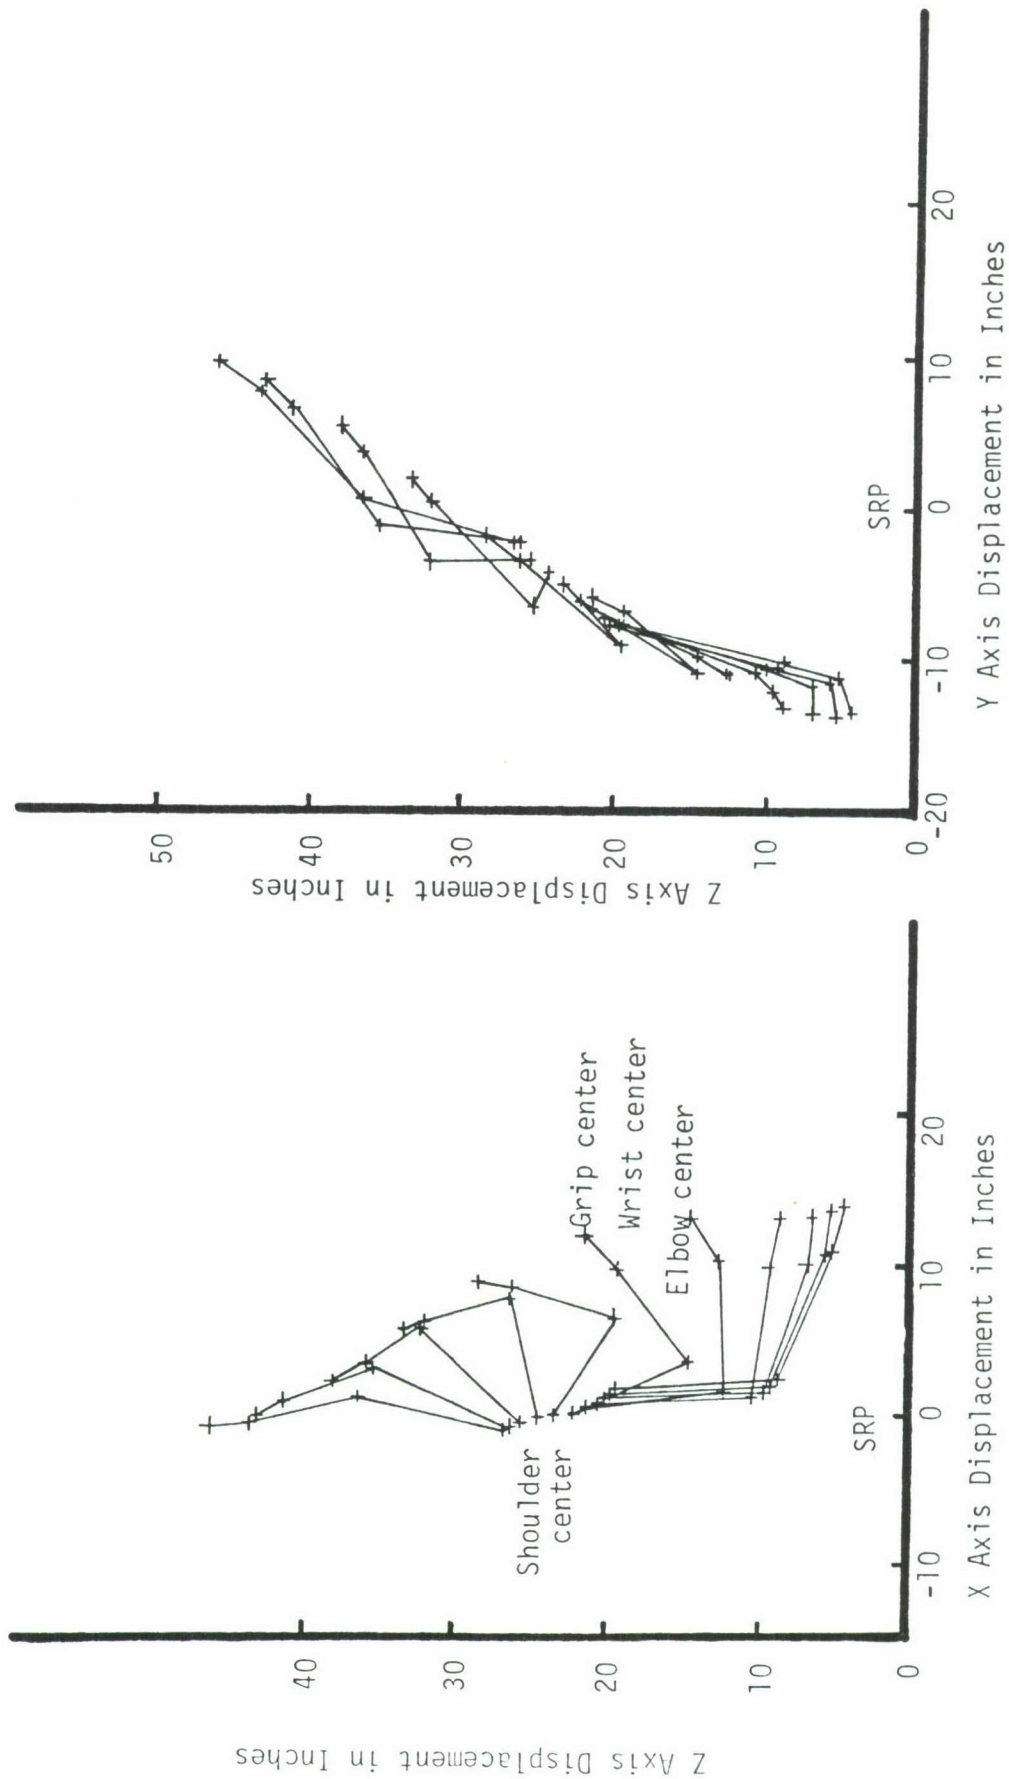 Z Axis Displacement in Inches
40
30
20
10
0
Shoulder
center
Grip center
Wrist center
Elbow center
SRP
-10
0
10
20
X Axis Displacement in Inches
Z Axis Displacement in Inches
50
40
30
20
10
0
SRP
-20
-10
0
10
20
Y Axis Displacement in Inches